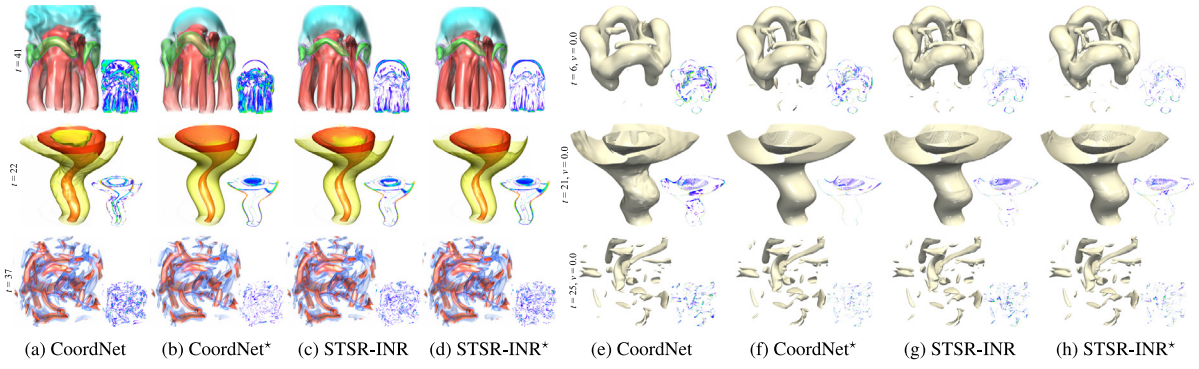 t = 41
t = 22
t = 37
t = 6, v = 0.0
t = 21, v = 0.0
t = 25, v = 0.0
(a) CoordNet
(b) CoordNet⋆
(c) STSR-INR
(d) STSR-INR⋆
(e) CoordNet
(f) CoordNet⋆
(g) STSR-INR
(h) STSR-INR⋆